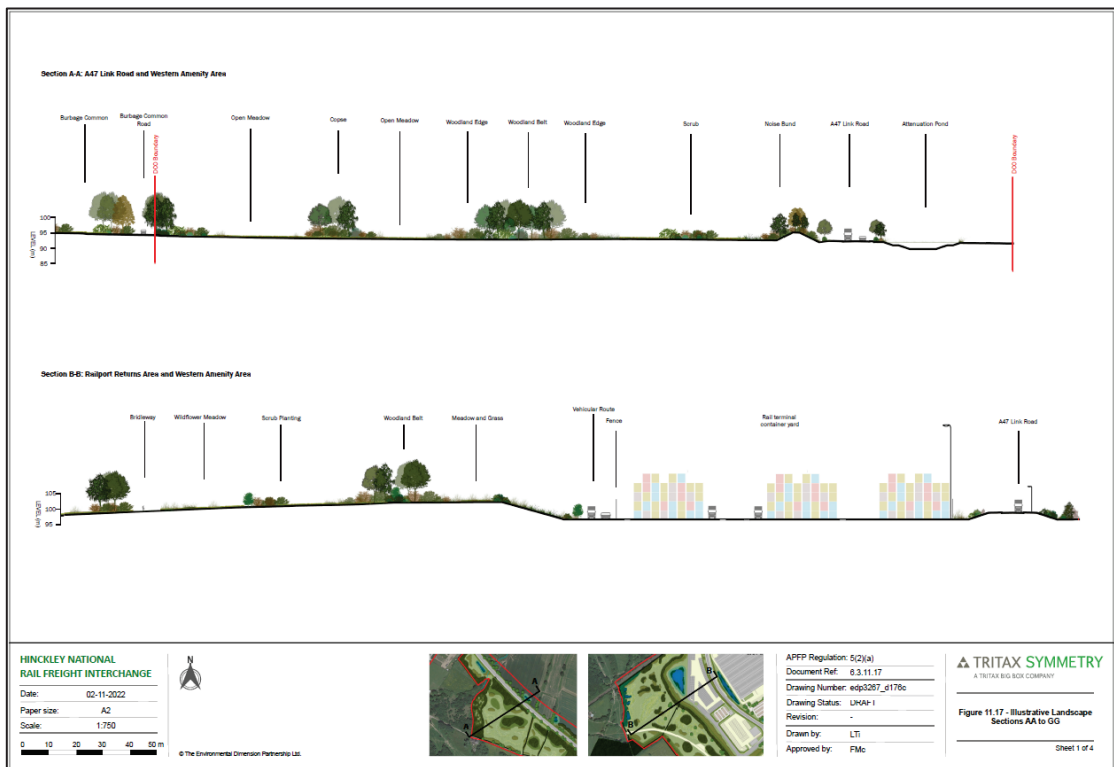 Section A-A: A47 Link Road and Western Amenity Area
Burbage Common
Burbage Common
Road
DCO Boundary
Open Meadow
Copse
Open Meadow
Woodland Edge
Woodland Belt
Woodland Edge
Scrub
Noise Bund
A47 Link Road
Attenuation Pond
DCO Boundary
LEVEL (m)
100
95
90
85
Section B-B: Railport Returns Area and Western Amenity Area
Bridleway
Wildflower Meadow
Scrub Planting
Woodland Belt
Meadow and Grass
Vehicular Route
Fence
Rail terminal
container yard
A47 Link Road
LEVEL (m)
105
100
95
HINCKLEY NATIONAL
RAIL FREIGHT INTERCHANGE
Date: 02-11-2022
Paper size: A2
Scale: 1:750
0 10 20 30 40 50 m
N
© The Environmental Dimension Partnership Ltd.
A
A
B
B
APFP Regulation: 5(2)(a)
Document Ref: 6.3.11.17
Drawing Number: edp3267_d176c
Drawing Status: DRAFT
Revision: -
Drawn by: LTi
Approved by: FMc
TRITAX SYMMETRY
A TRITAX BIG BOX COMPANY
Figure 11.17 - Illustrative Landscape
Sections AA to GG
Sheet 1 of 4